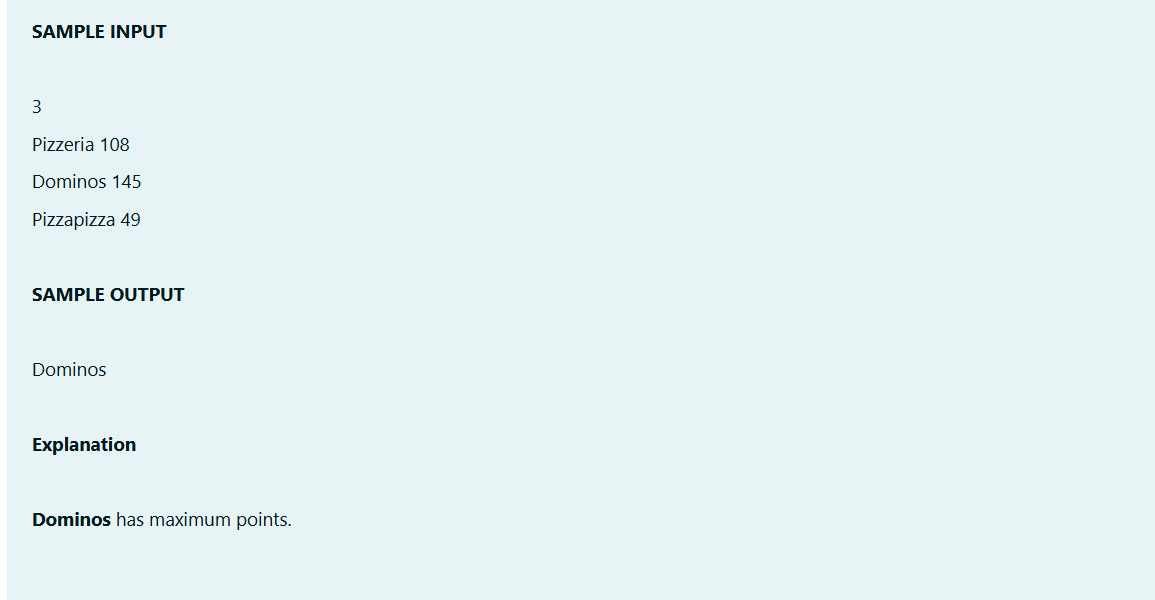 SAMPLE INPUT
3
Pizzeria 108
Dominos 145
Pizzapizza 49
SAMPLE OUTPUT
Dominos
Explanation
Dominos has maximum points.